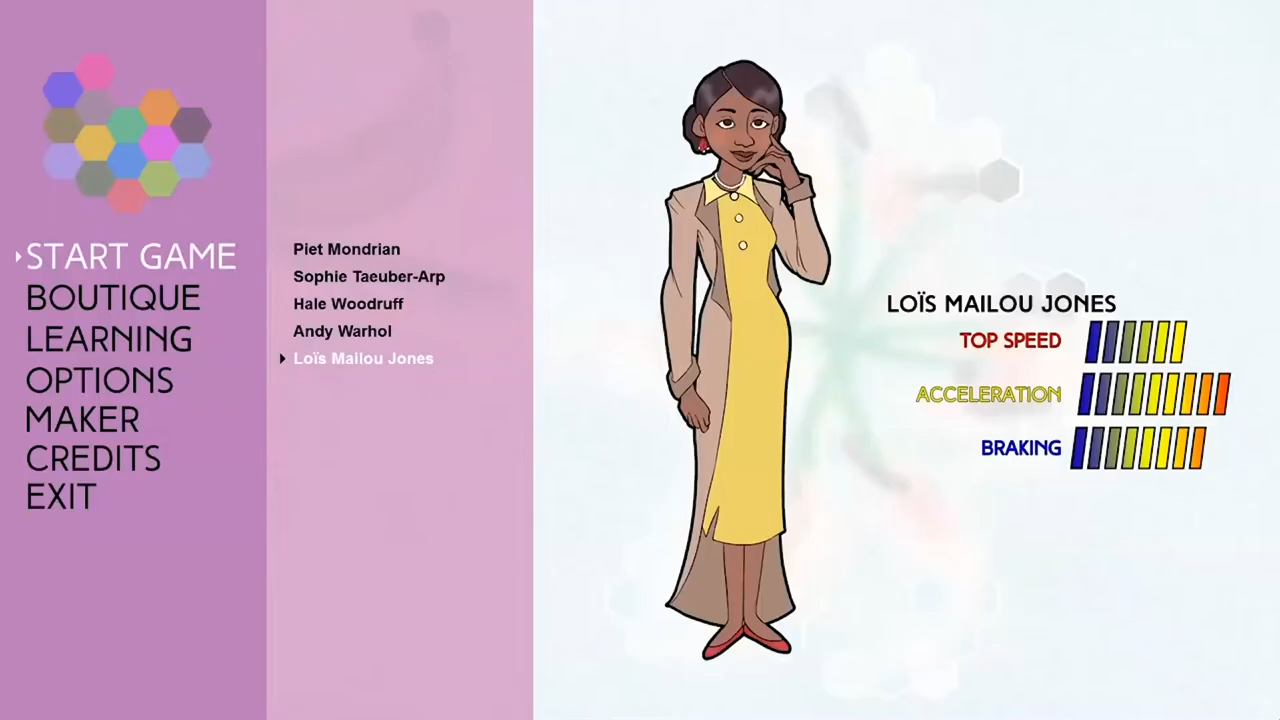 START GAME
BOUTIQUE
LEARNING
OPTIONS
MAKER
CREDITS
EXIT
Piet Mondrian
Sophie Taeuber-Arp
Hale Woodruff
Andy Warhol
Loïs Mailou Jones
LOÏS MAILOU JONES
TOP SPEED
ACCELERATION
BRAKING